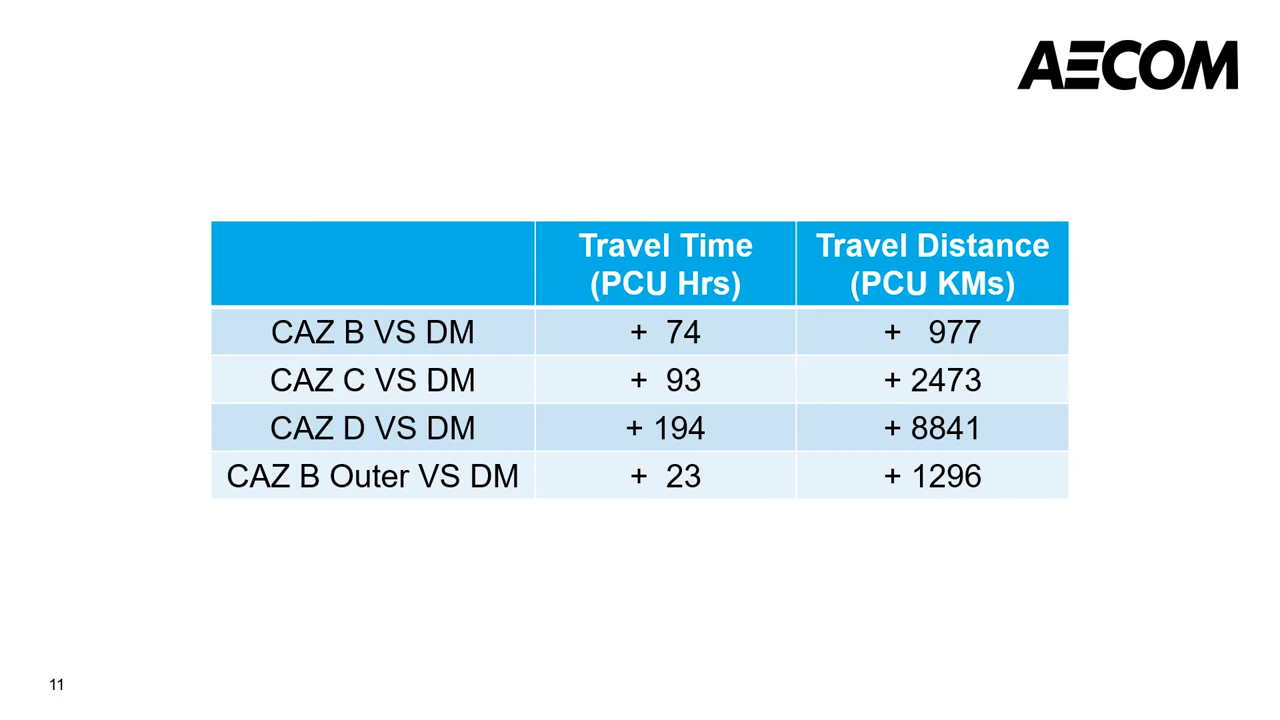 AECOM
Travel Time Travel Distance
(PCU Hrs) (PCU KMs)
CAZ B VS DM + 74 + 977
CAZ C VS DM + 93 + 2473
CAZ D VS DM + 194 + 8841
CAZ B Outer VS DM + 23 + 1296
11